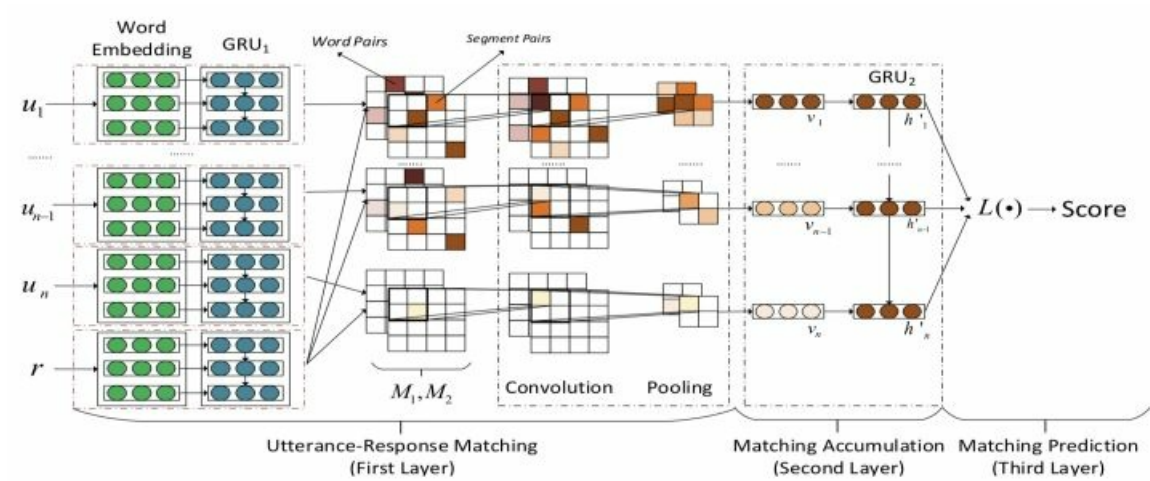 Word
Embedding
GRU1
Word Pairs
Segment Pairs
GRU2
u1
.......
un-1
un
r
.......
.......
.......
.......
.......
.......
v1
h'1
vn-1
h'n-1
vn
h'n
L(•)
Score
M1, M2
Convolution
Pooling
Utterance-Response Matching
(First Layer)
Matching Accumulation
(Second Layer)
Matching Prediction
(Third Layer)